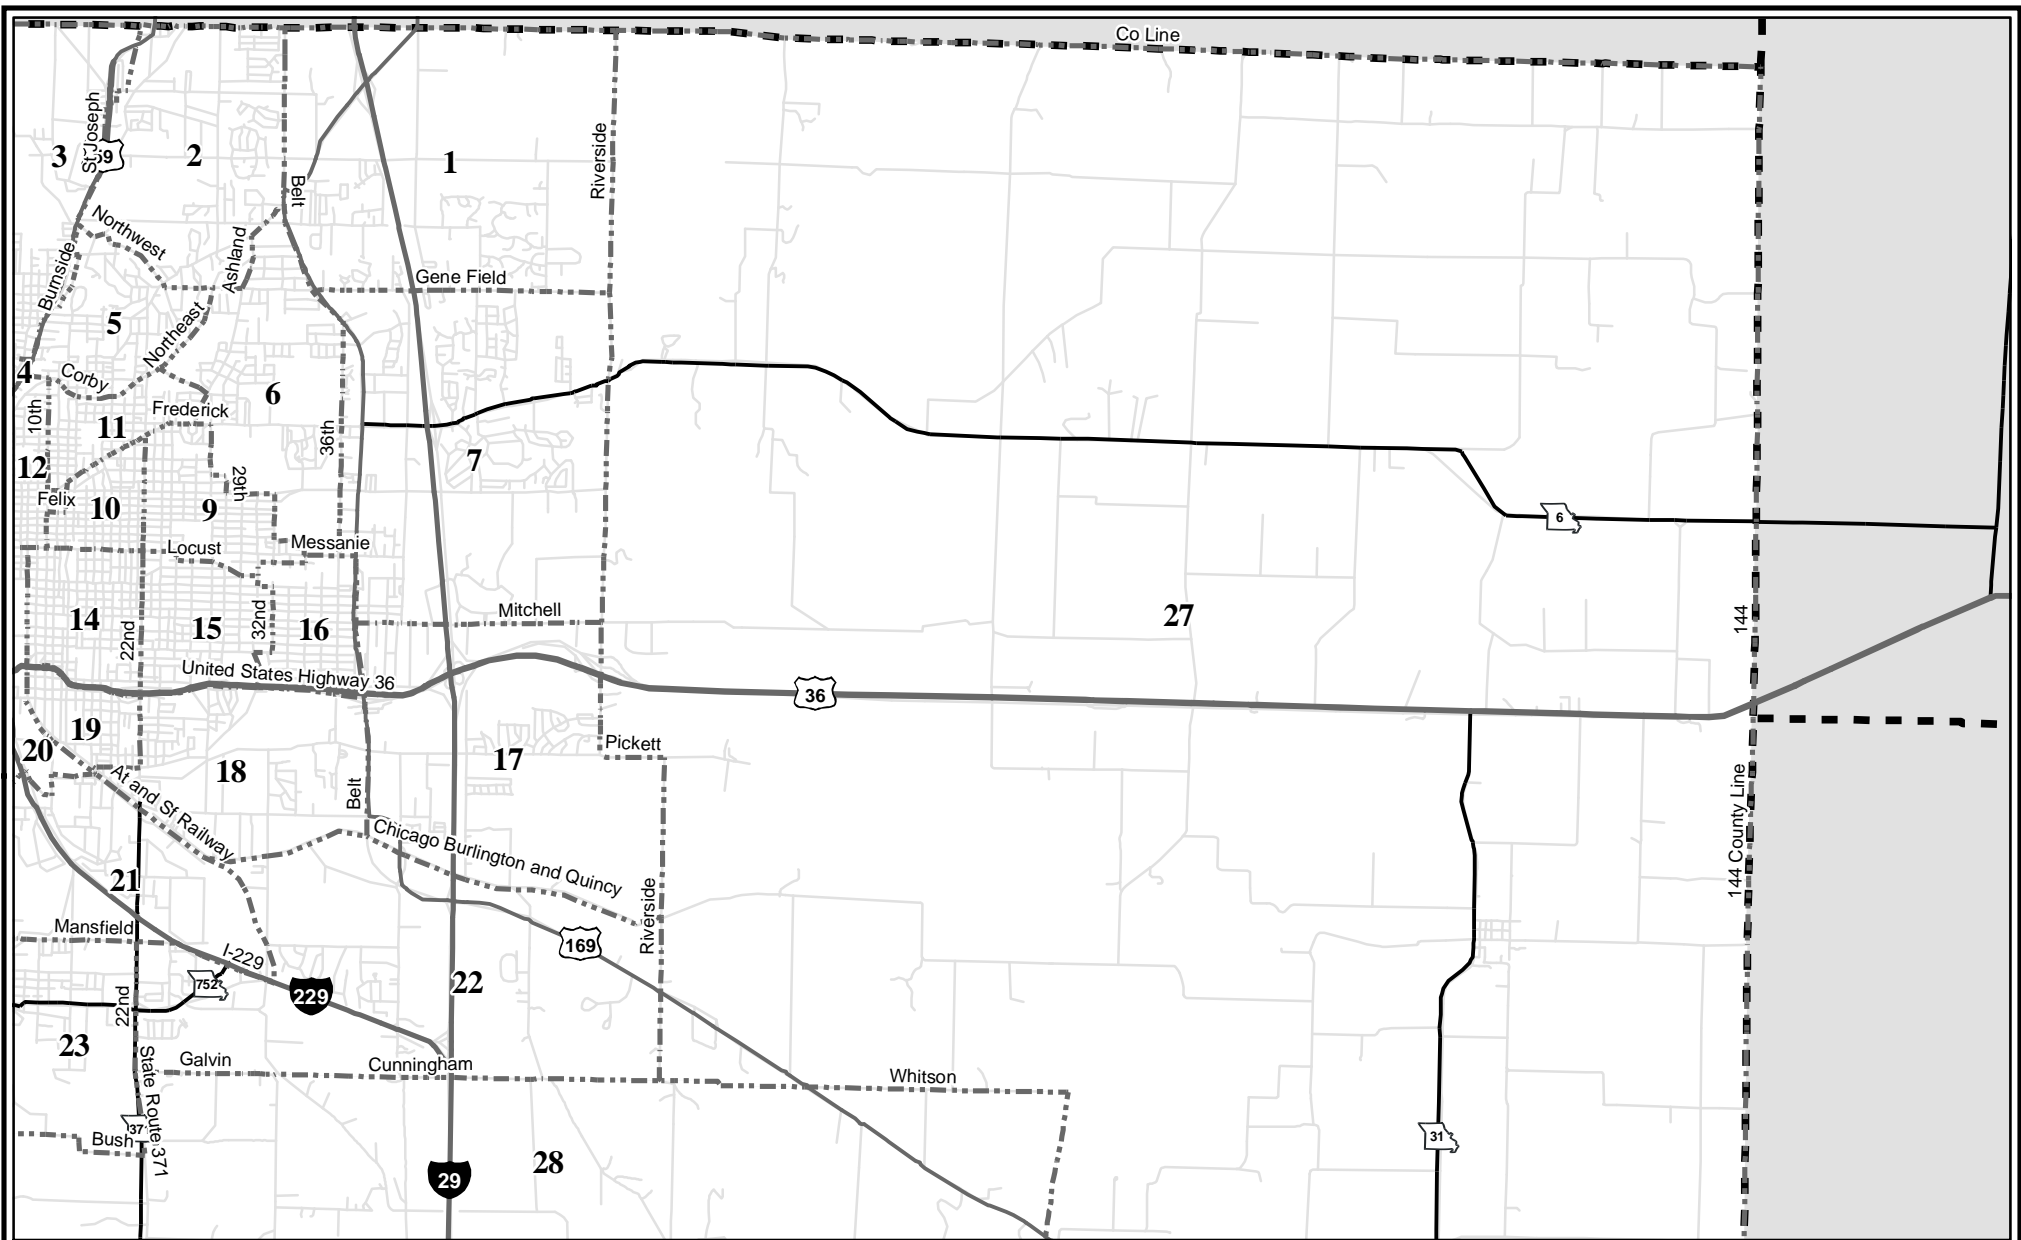 Co Line
St Joseph
59
3
2
1
Riverside
Belt
Northwest
Ashland
Burnside
Gene Field
5
Northeast
4
Corby
6
10th
Frederick
11
36th
12
7
Felix
29th
10
9
6
Locust
Messanie
14
22nd
15
32nd
16
Mitchell
27
144
United States Highway 36
36
19
20
18
17
Pickett
At and Sf Railway
Belt
Chicago Burlington and Quincy
144 County Line
21
Riverside
Mansfield
I-229
169
752
229
22
22nd
23
State Route 371
Galvin
Cunningham
Whitson
37
Bush
31
28
29